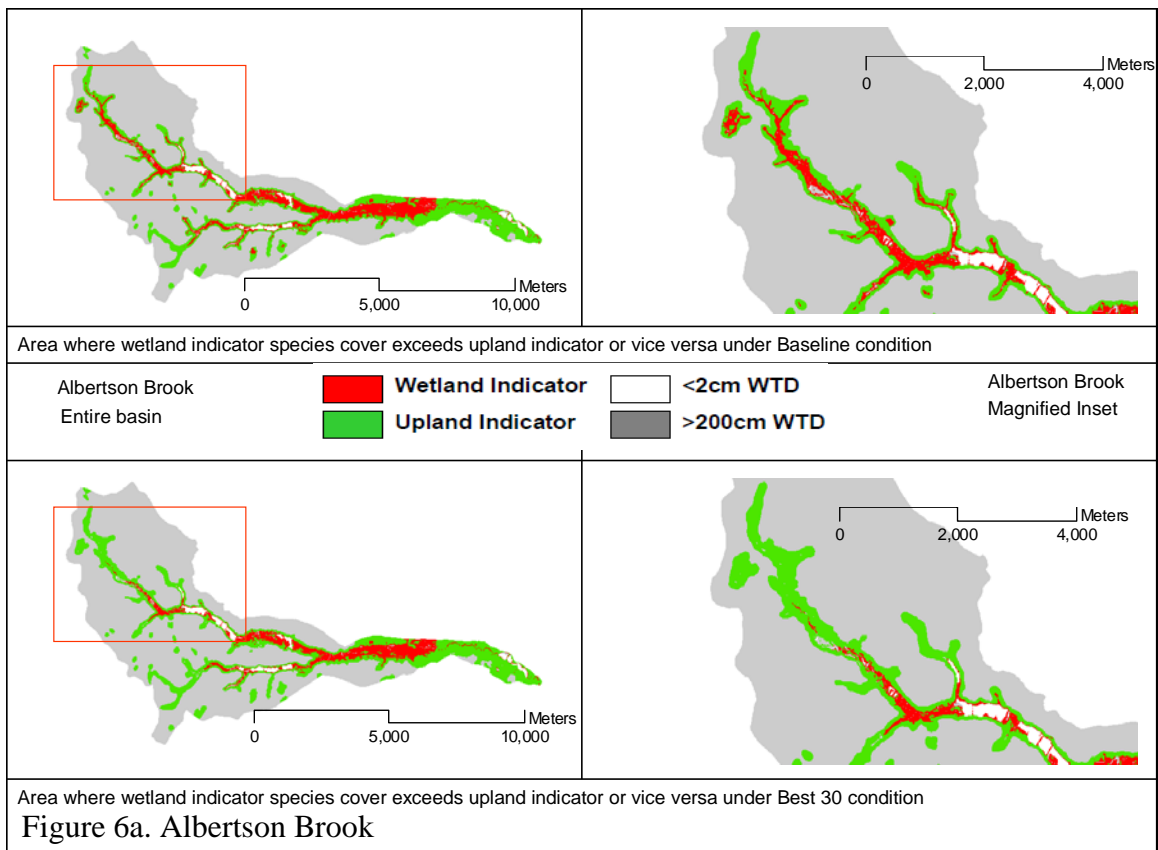 Meters
0 2,000 4,000
Meters
0 5,000 10,000
Area where wetland indicator species cover exceeds upland indicator or vice versa under Baseline condition
Albertson Brook
Entire basin
Wetland Indicator
<2cm WTD
Upland Indicator
>200cm WTD
Albertson Brook
Magnified Inset
Meters
0 2,000 4,000
Meters
0 5,000 10,000
Area where wetland indicator species cover exceeds upland indicator or vice versa under Best 30 condition
Figure 6a. Albertson Brook